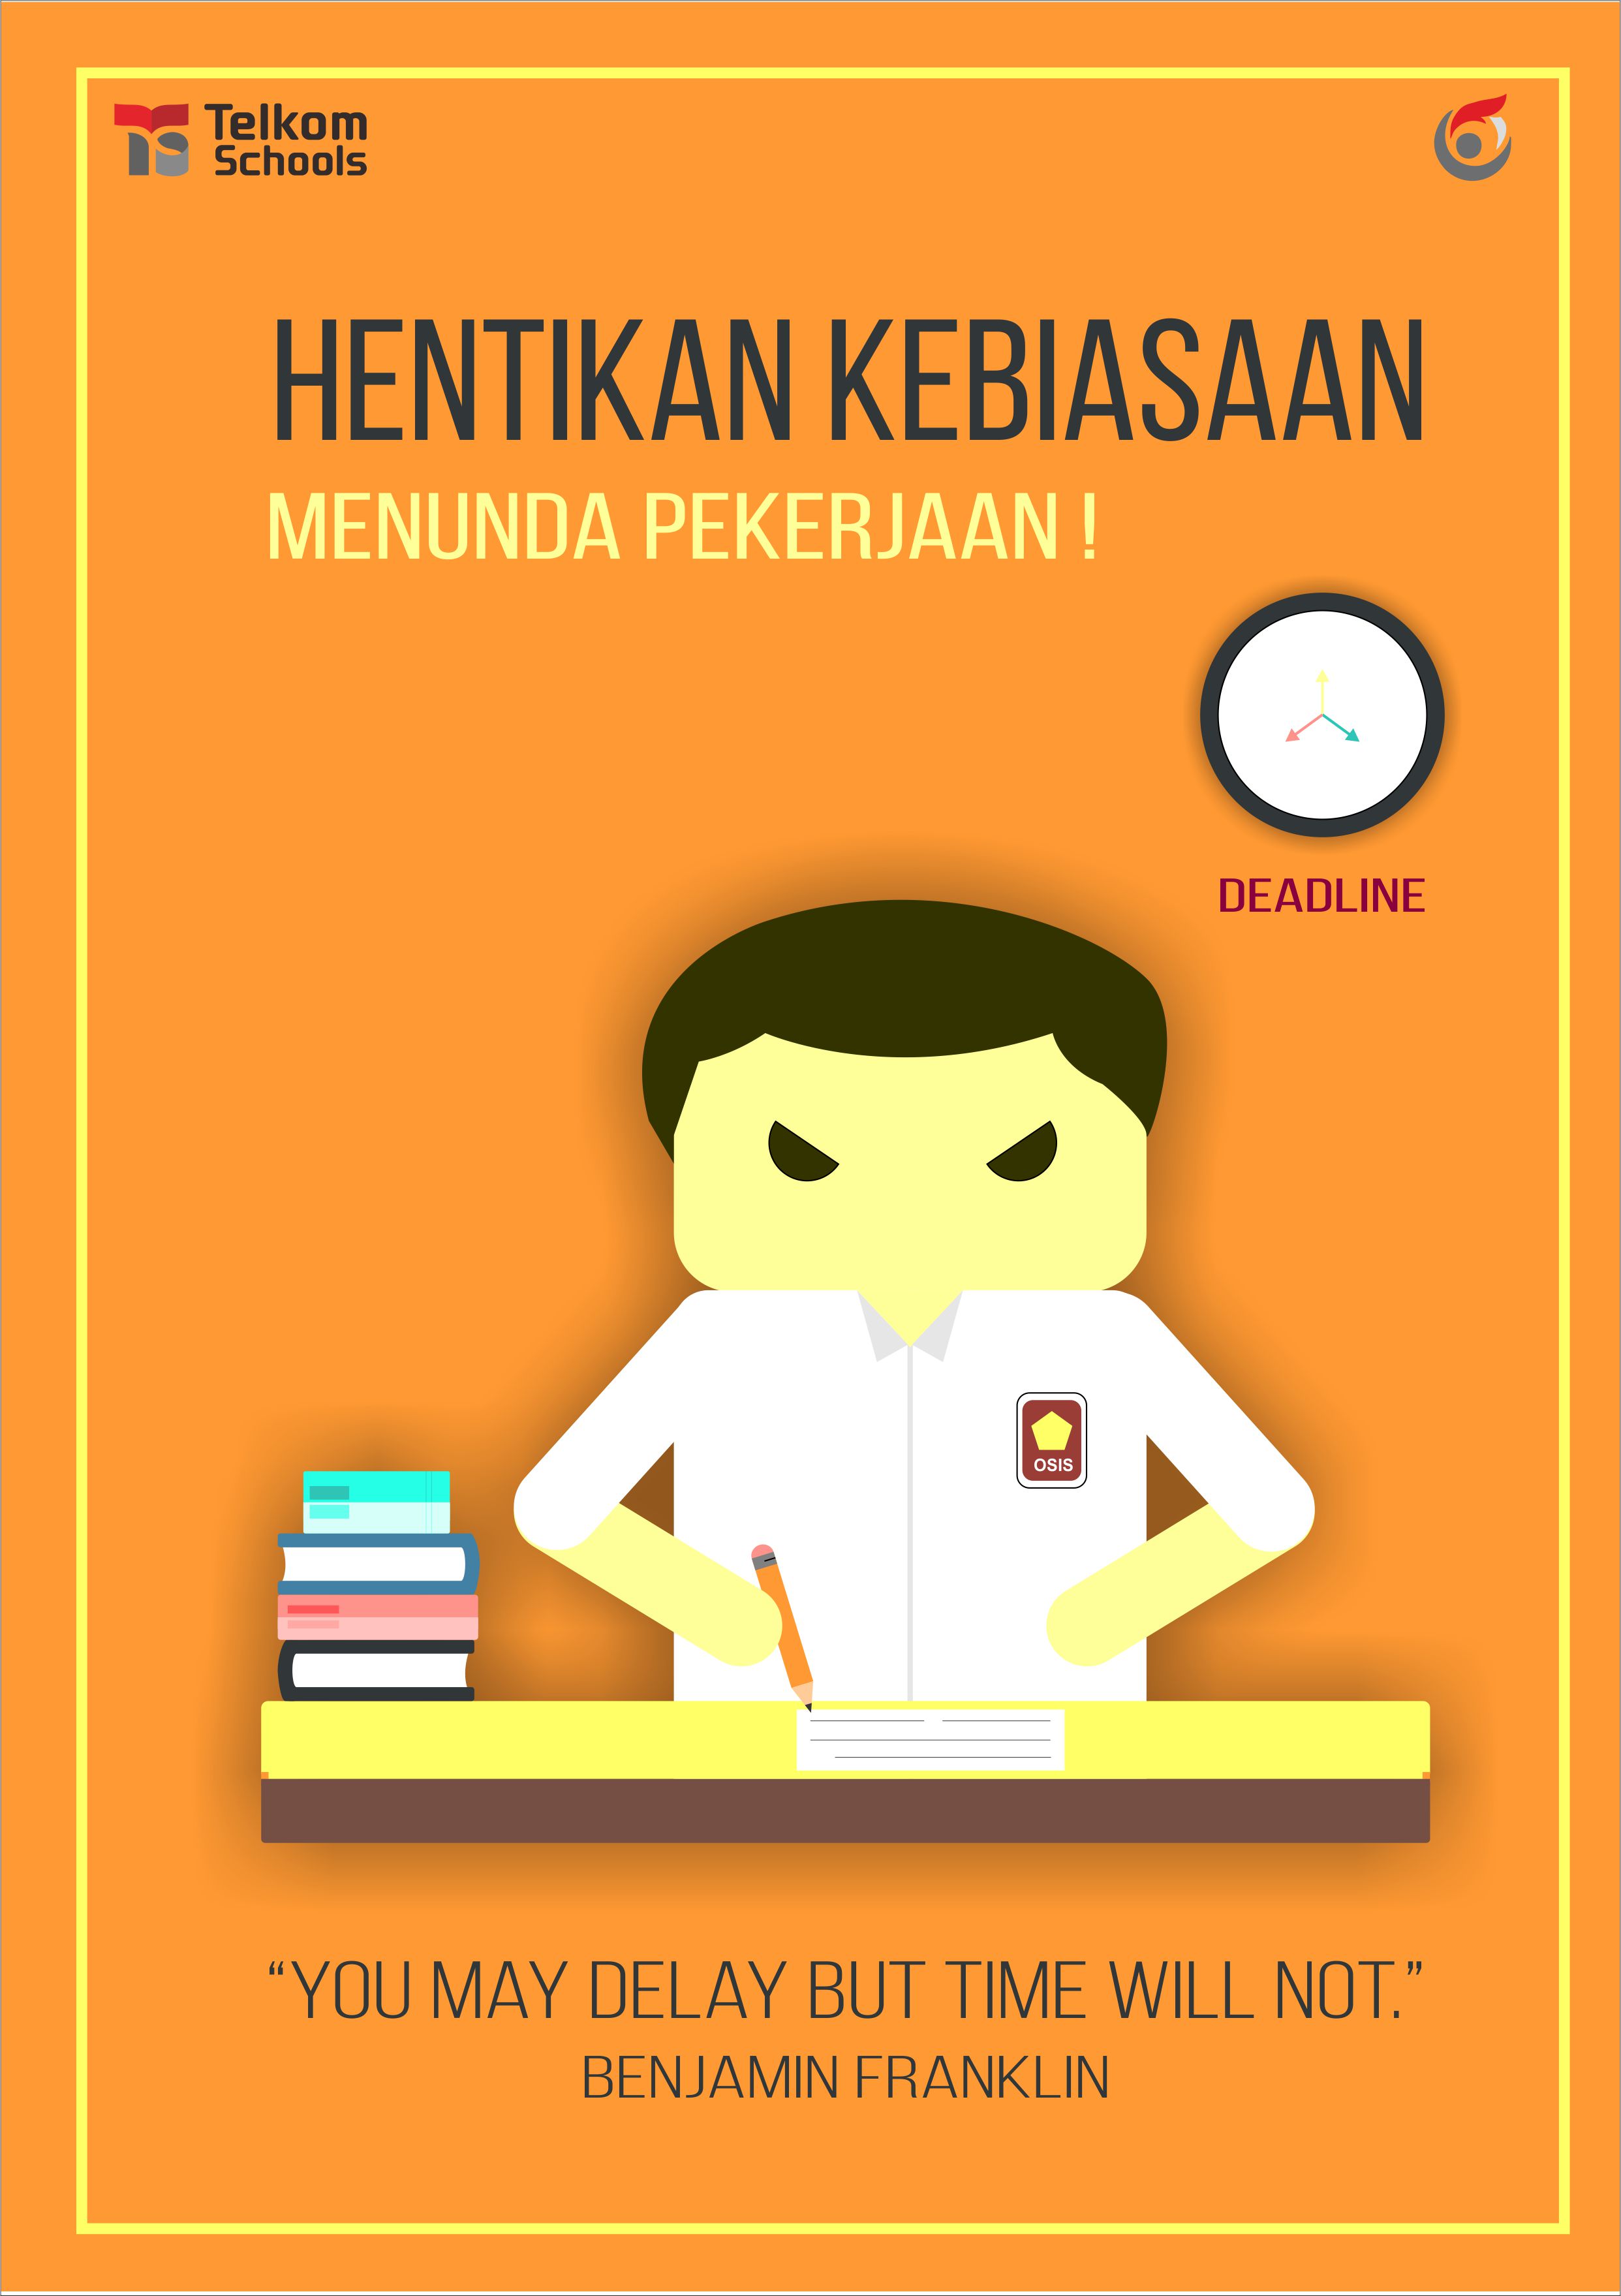 Telkom
Schools
HENTIKAN KEBIASAAN
MENUNDA PEKERJAAN !
DEADLINE
OSIS
“YOU MAY DELAY BUT TIME WILL NOT.”
BENJAMIN FRANKLIN